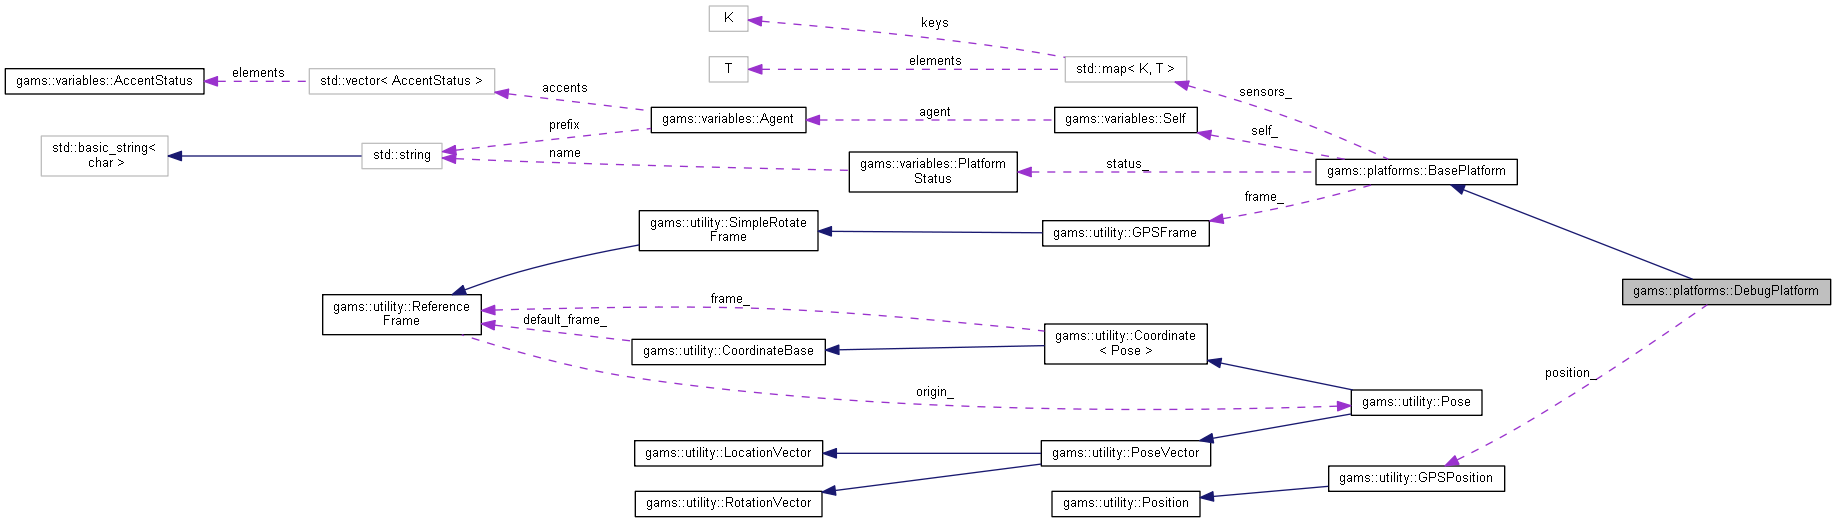 K
keys
T
elements
std::map< K, T >
gams::variables::AccentStatus
elements
std::vector< AccentStatus >
accents
sensors_
gams::variables::Agent
agent
gams::variables::Self
prefix
self_
std::basic_string<
char >
std::string
name
gams::variables::Platform
Status
status_
gams::platforms::BasePlatform
frame_
gams::utility::SimpleRotate
Frame
gams::utility::GPSFrame
gams::platforms::DebugPlatform
gams::utility::Reference
Frame
frame_
default_frame_
gams::utility::CoordinateBase
gams::utility::Coordinate
< Pose >
position_
origin_
gams::utility::Pose
gams::utility::LocationVector
gams::utility::PoseVector
gams::utility::GPSPosition
gams::utility::RotationVector
gams::utility::Position